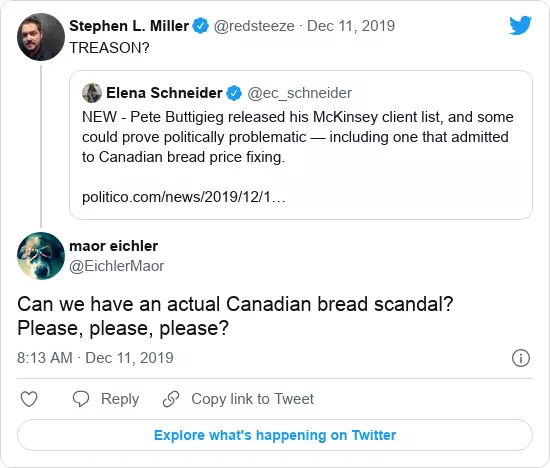 Stephen L. Miller @redsteeze · Dec 11, 2019
TREASON?
Elena Schneider @ec_schneider
NEW - Pete Buttigieg released his McKinsey client list, and some
could prove politically problematic — including one that admitted
to Canadian bread price fixing.
politico.com/news/2019/12/1…
maor eichler
@EichlerMaor
Can we have an actual Canadian bread scandal?
Please, please, please?
8:13 AM · Dec 11, 2019
Reply
Copy link to Tweet
Explore what's happening on Twitter